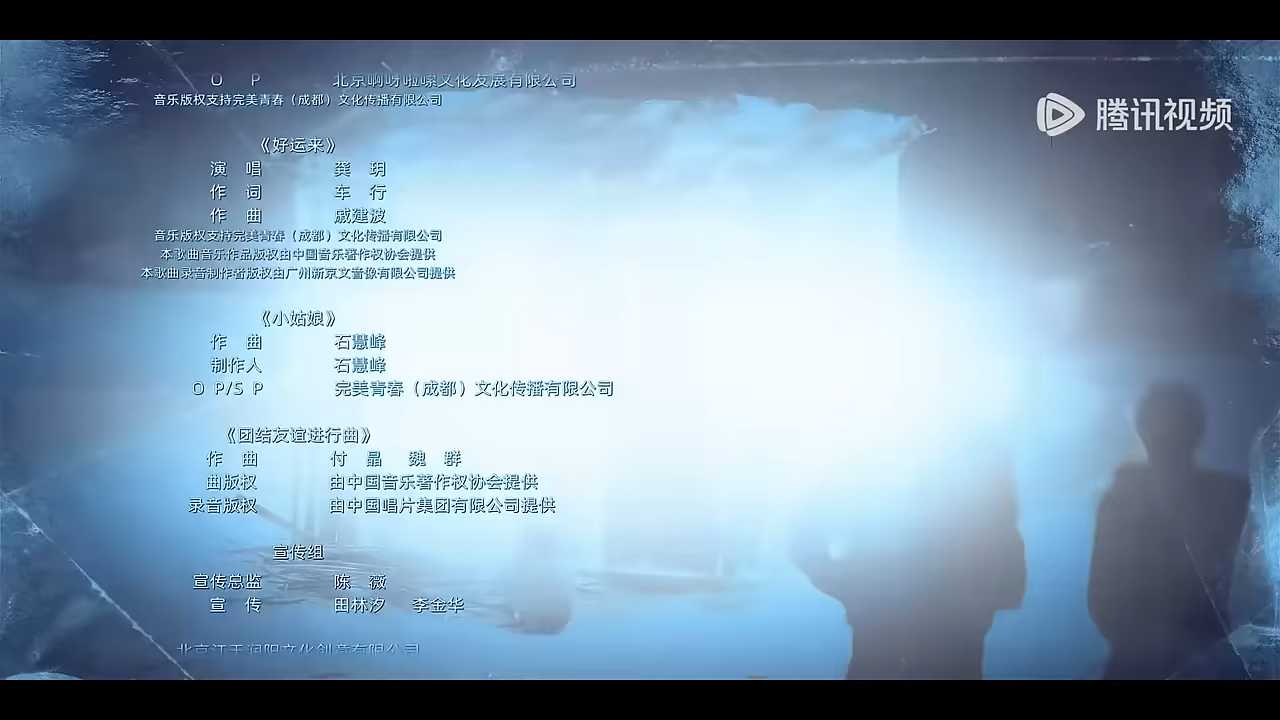 O P 北京啊呀啦嗦文化发展有限公司
音乐版权支持完美青春（成都）文化传播有限公司
腾讯视频
《好运来》
演 唱 龚 玥
作 词 车 行
作 曲 戚建波
音乐版权支持完美青春（成都）文化传播有限公司
本歌曲音乐作品版权由中国音乐著作权协会提供
本歌曲录音制作者版权由广州新京文音像有限公司提供
《小姑娘》
作 曲 石慧峰
制作人 石慧峰
O P/S P 完美青春（成都）文化传播有限公司
《团结友谊进行曲》
作 曲 付 晶 魏 群
曲版权 由中国音乐著作权协会提供
录音版权 由中国唱片集团有限公司提供
宣传组
宣传总监 陈 薇
宣 传 田林汐 李金华